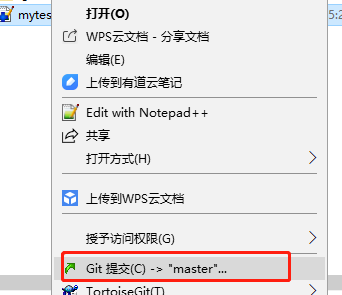 打开(O)
mytes
WPS云文档 - 分享文档
编辑(E)
上传到有道云笔记
Edit with Notepad++
共享
打开方式(H)
上传到WPS云文档
授予访问权限(G)
Git 提交(C) -> "master"...
TortoiseGit(T)